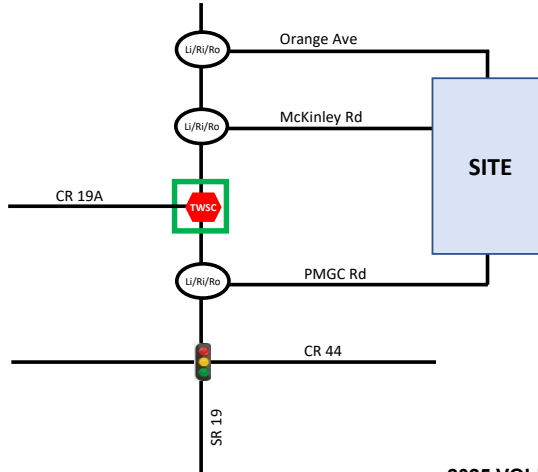 Orange Ave
Li/Ri/Ro
McKinley Rd
Li/Ri/Ro
SITE
CR 19A
TWSC
PMGC Rd
Li/Ri/Ro
CR 44
SR 19